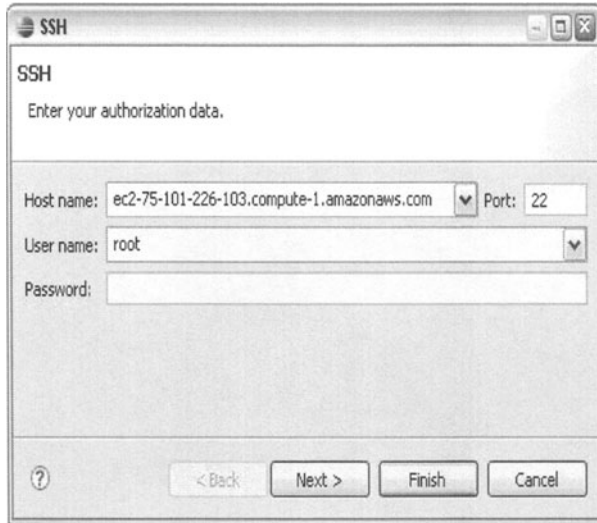 SSH
SSH
Enter your authorization data.
Host name: ec2-75-101-226-103.compute-1.amazonaws.com Port: 22
User name: root
Password:
? < Back Next > Finish Cancel